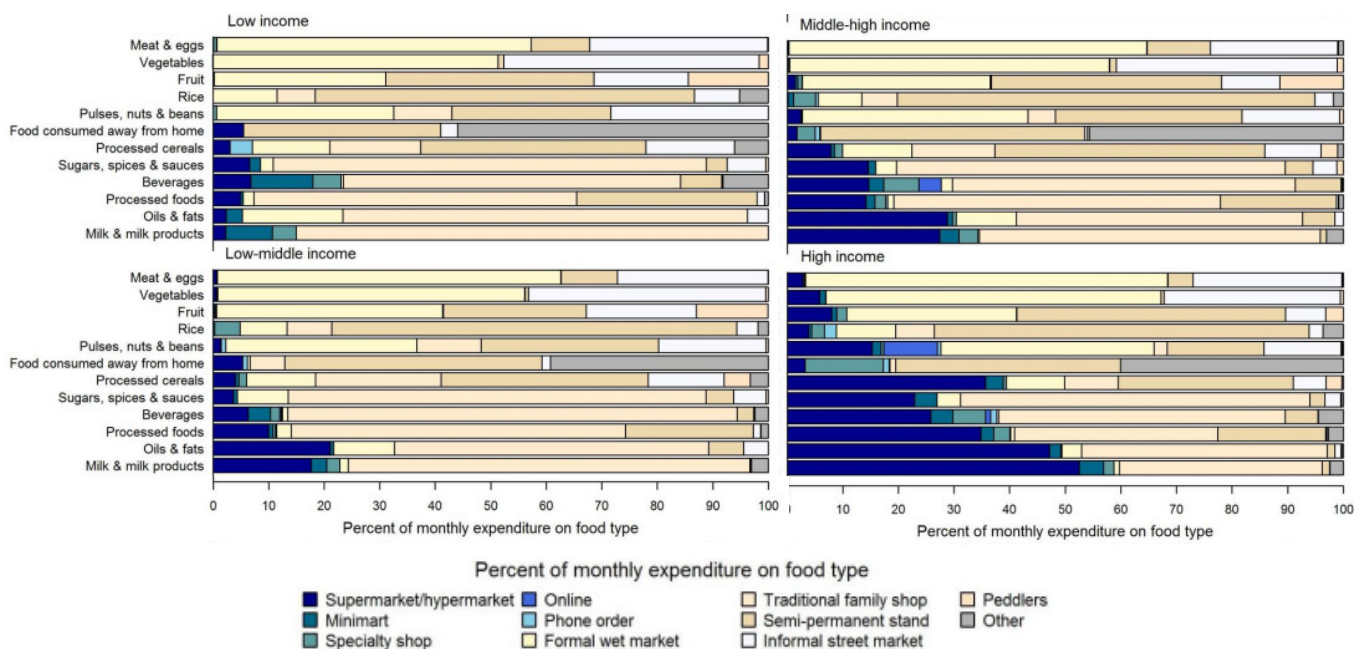 Low income
Meat & eggs
Vegetables
Fruit
Rice
Pulses, nuts & beans
Food consumed away from home
Processed cereals
Sugars, spices & sauces
Beverages
Processed foods
Oils & fats
Milk & milk products
Middle-high income
Low-middle income
Meat & eggs
Vegetables
Fruit
Rice
Pulses, nuts & beans
Food consumed away from home
Processed cereals
Sugars, spices & sauces
Beverages
Processed foods
Oils & fats
Milk & milk products
0 10 20 30 40 50 60 70 80 90 100
Percent of monthly expenditure on food type
High income
0 10 20 30 40 50 60 70 80 90 100
Percent of monthly expenditure on food type
Percent of monthly expenditure on food type
Supermarket/hypermarket
Minimart
Specialty shop
Online
Phone order
Formal wet market
Traditional family shop
Semi-permanent stand
Informal street market
Peddlers
Other